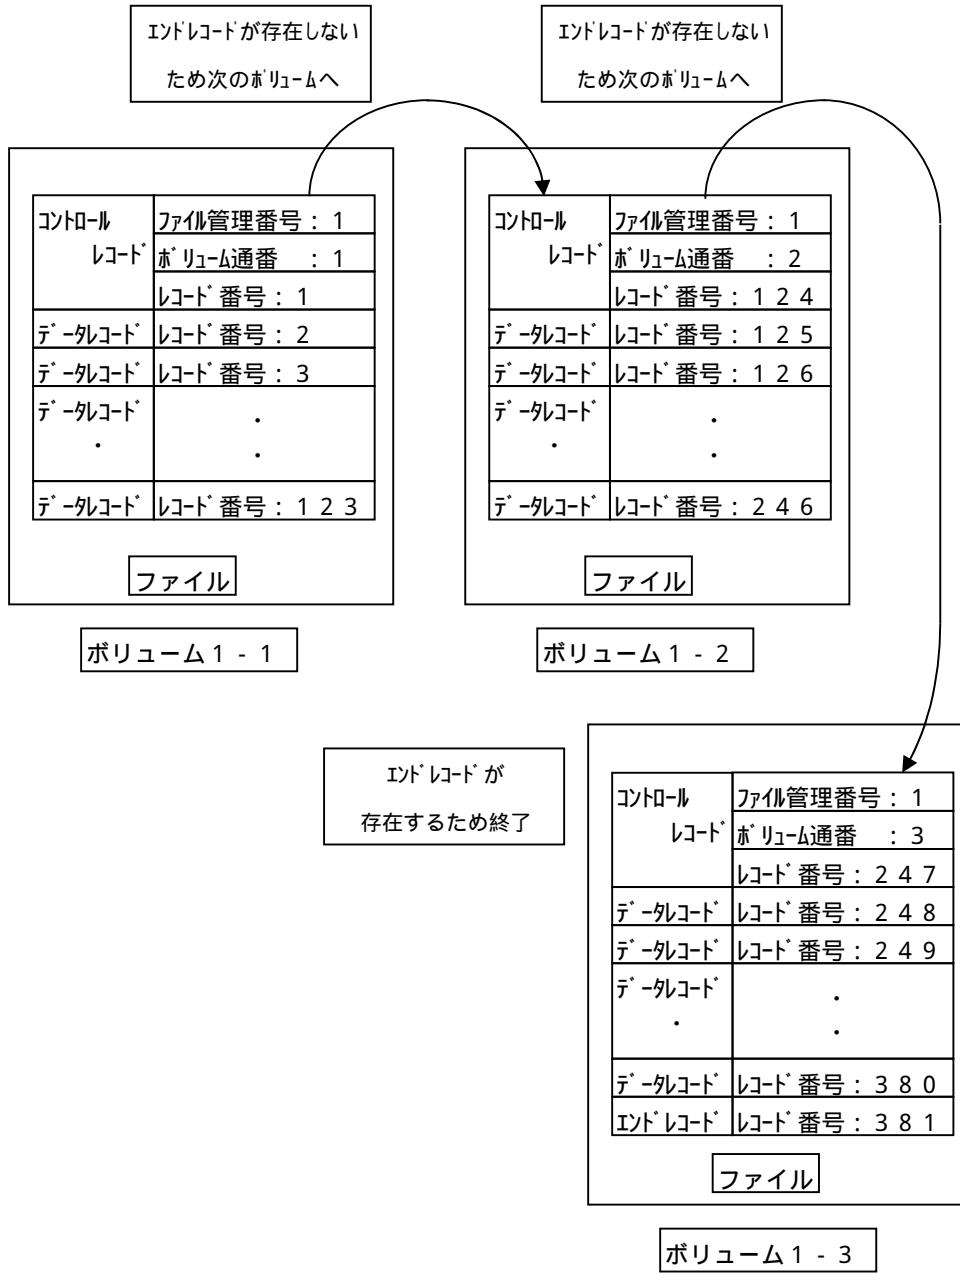 ｴﾝﾄﾞﾚｺｰﾄﾞが存在しない
ため次のﾎﾞﾘｭｰﾑへ
ｴﾝﾄﾞﾚｺｰﾄﾞが存在しない
ため次のﾎﾞﾘｭｰﾑへ
ｺﾝﾄﾛｰﾙ
ﾚｺｰﾄﾞ
ﾌｧｲﾙ管理番号：１
ﾎﾞﾘｭｰﾑ通番　：１
ﾚｺｰﾄﾞ番号：１
ﾃﾞｰﾀﾚｺｰﾄﾞ ﾚｺｰﾄﾞ番号：２
ﾃﾞｰﾀﾚｺｰﾄﾞ ﾚｺｰﾄﾞ番号：３
ﾃﾞｰﾀﾚｺｰﾄﾞ ・
・ ・
ﾃﾞｰﾀﾚｺｰﾄﾞ ﾚｺｰﾄﾞ番号：１２３
ファイル
ボリューム１-１
ｺﾝﾄﾛｰﾙ
ﾚｺｰﾄﾞ
ﾌｧｲﾙ管理番号：１
ﾎﾞﾘｭｰﾑ通番　：２
ﾚｺｰﾄﾞ番号：１２４
ﾃﾞｰﾀﾚｺｰﾄﾞ ﾚｺｰﾄﾞ番号：１２５
ﾃﾞｰﾀﾚｺｰﾄﾞ ﾚｺｰﾄﾞ番号：１２６
ﾃﾞｰﾀﾚｺｰﾄﾞ ・
・ ・
ﾃﾞｰﾀﾚｺｰﾄﾞ ﾚｺｰﾄﾞ番号：２４６
ファイル
ボリューム１-２
ｴﾝﾄﾞﾚｺｰﾄﾞが
存在するため終了
ｺﾝﾄﾛｰﾙ
ﾚｺｰﾄﾞ
ﾌｧｲﾙ管理番号：１
ﾎﾞﾘｭｰﾑ通番　：３
ﾚｺｰﾄﾞ番号：２４７
ﾃﾞｰﾀﾚｺｰﾄﾞ ﾚｺｰﾄﾞ番号：２４８
ﾃﾞｰﾀﾚｺｰﾄﾞ ﾚｺｰﾄﾞ番号：２４９
ﾃﾞｰﾀﾚｺｰﾄﾞ ・
・ ・
ﾃﾞｰﾀﾚｺｰﾄﾞ ﾚｺｰﾄﾞ番号：３８０
ｴﾝﾄﾞﾚｺｰﾄﾞ ﾚｺｰﾄﾞ番号：３８１
ファイル
ボリューム１-３